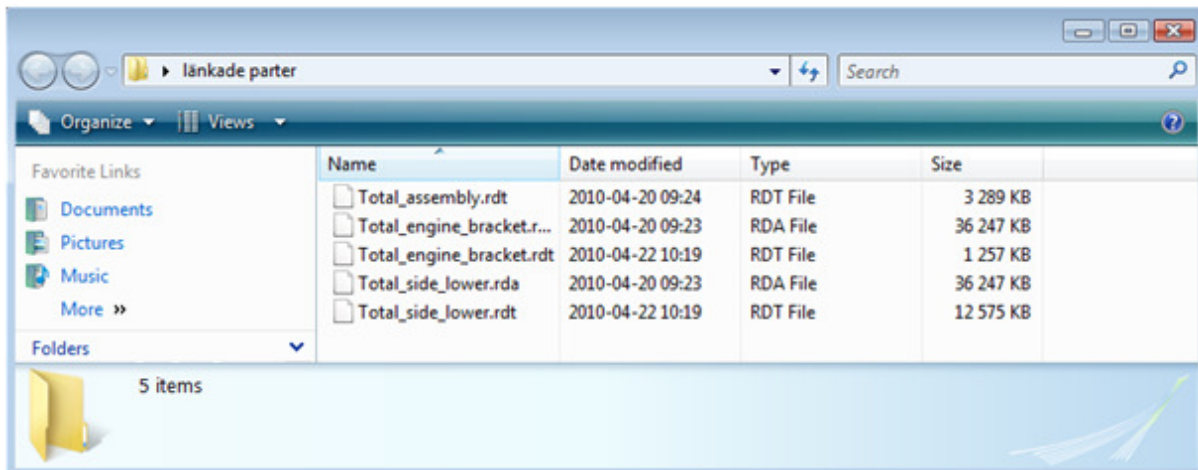 länkade parter
Search
Organize Views
Favorite Links
Documents
Pictures
Music
More »
Folders
Name Date modified Type Size
Total_assembly.rdt 2010-04-20 09:24 RDT File 3 289 KB
Total_engine_bracket.r... 2010-04-20 09:23 RDA File 36 247 KB
Total_engine_bracket.rdt 2010-04-22 10:19 RDT File 1 257 KB
Total_side_lower.rda 2010-04-20 09:23 RDA File 36 247 KB
Total_side_lower.rdt 2010-04-22 10:19 RDT File 12 575 KB
5 items